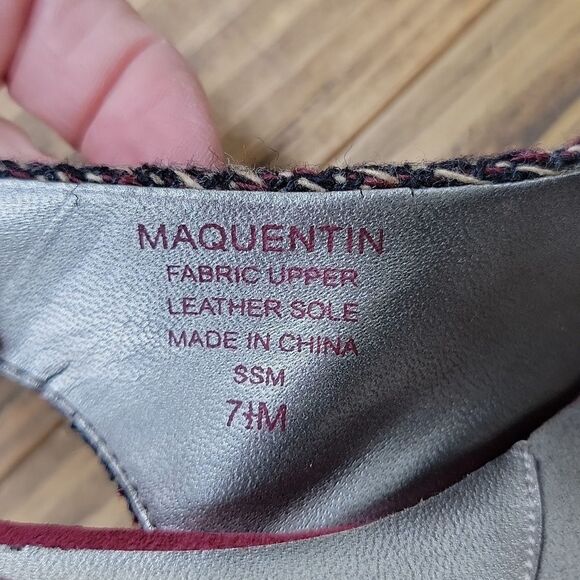 MAQUENTIN
FABRIC UPPER
LEATHER SOLE
MADE IN CHINA
SSM
7½M